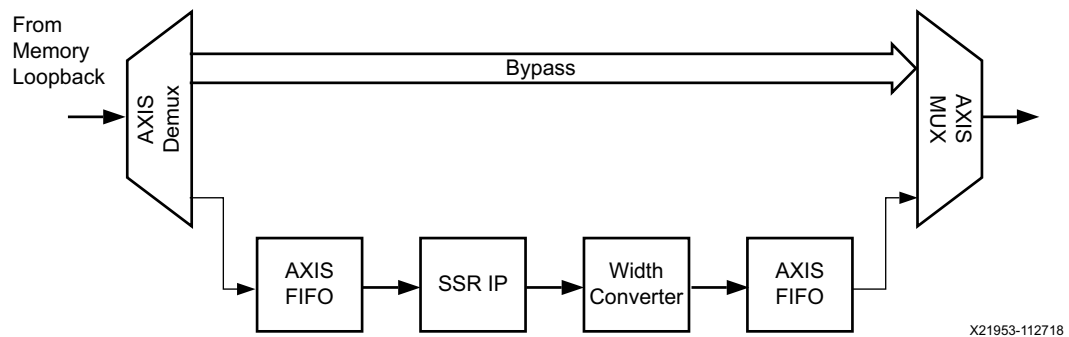 From
Memory
Loopback
Bypass
AXIS
Demux
AXIS
MUX
AXIS
FIFO
SSR IP
Width
Converter
AXIS
FIFO
X21953-112718